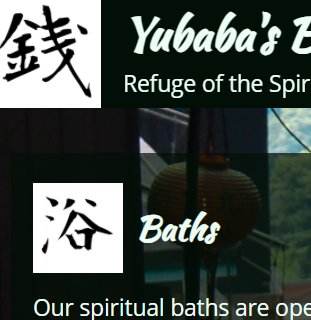 銭
Yubaba's B
Refuge of the Spir
浴
Baths
Our spiritual baths are ope